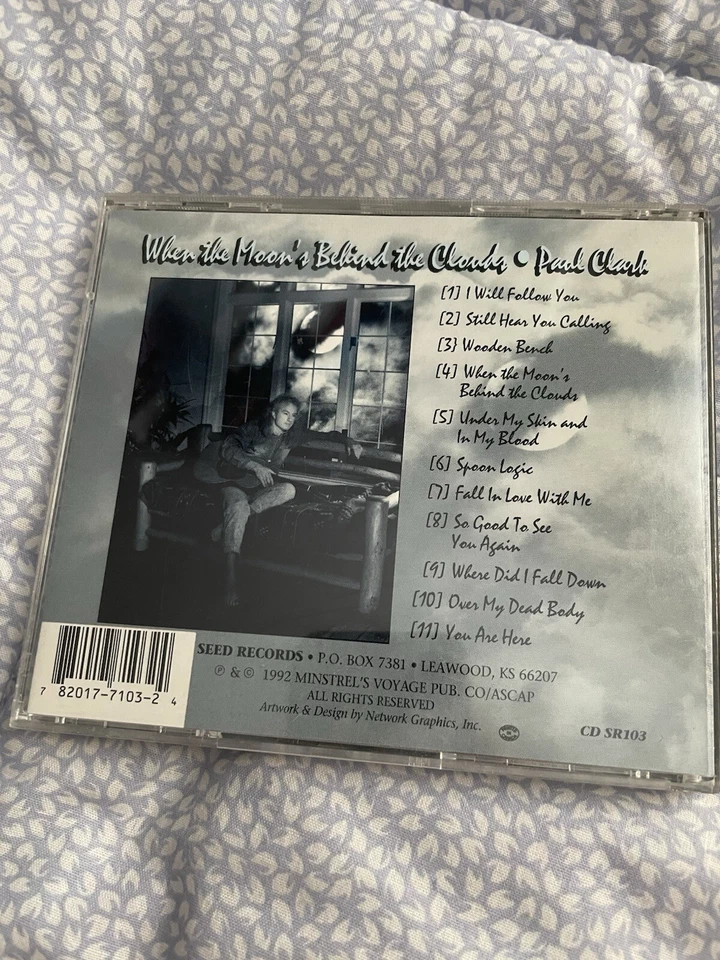 When the Moon's Behind the Clouds • Paul Clark
[1] I Will Follow You
[2] Still Hear You Calling
[3} Wooden Bench
[4] When the Moon's
Behind the Clouds
[5] Under My Skin and
In My Blood
[6] Spoon Logic
[7] Fall In Love With Me
[8] So Good To See
You Again
[9] Where Did I Fall Down
[10] Over My Dead Body
[11] You Are Here
SEED RECORDS • P.O. BOX 7381 • LEAWOOD, KS 66207
℗ & © 1992 MINSTREL'S VOYAGE PUB. CO/ASCAP
ALL RIGHTS RESERVED
Artwork & Design by Network Graphics, Inc.
CD SR103
7 82017-7103-2 4